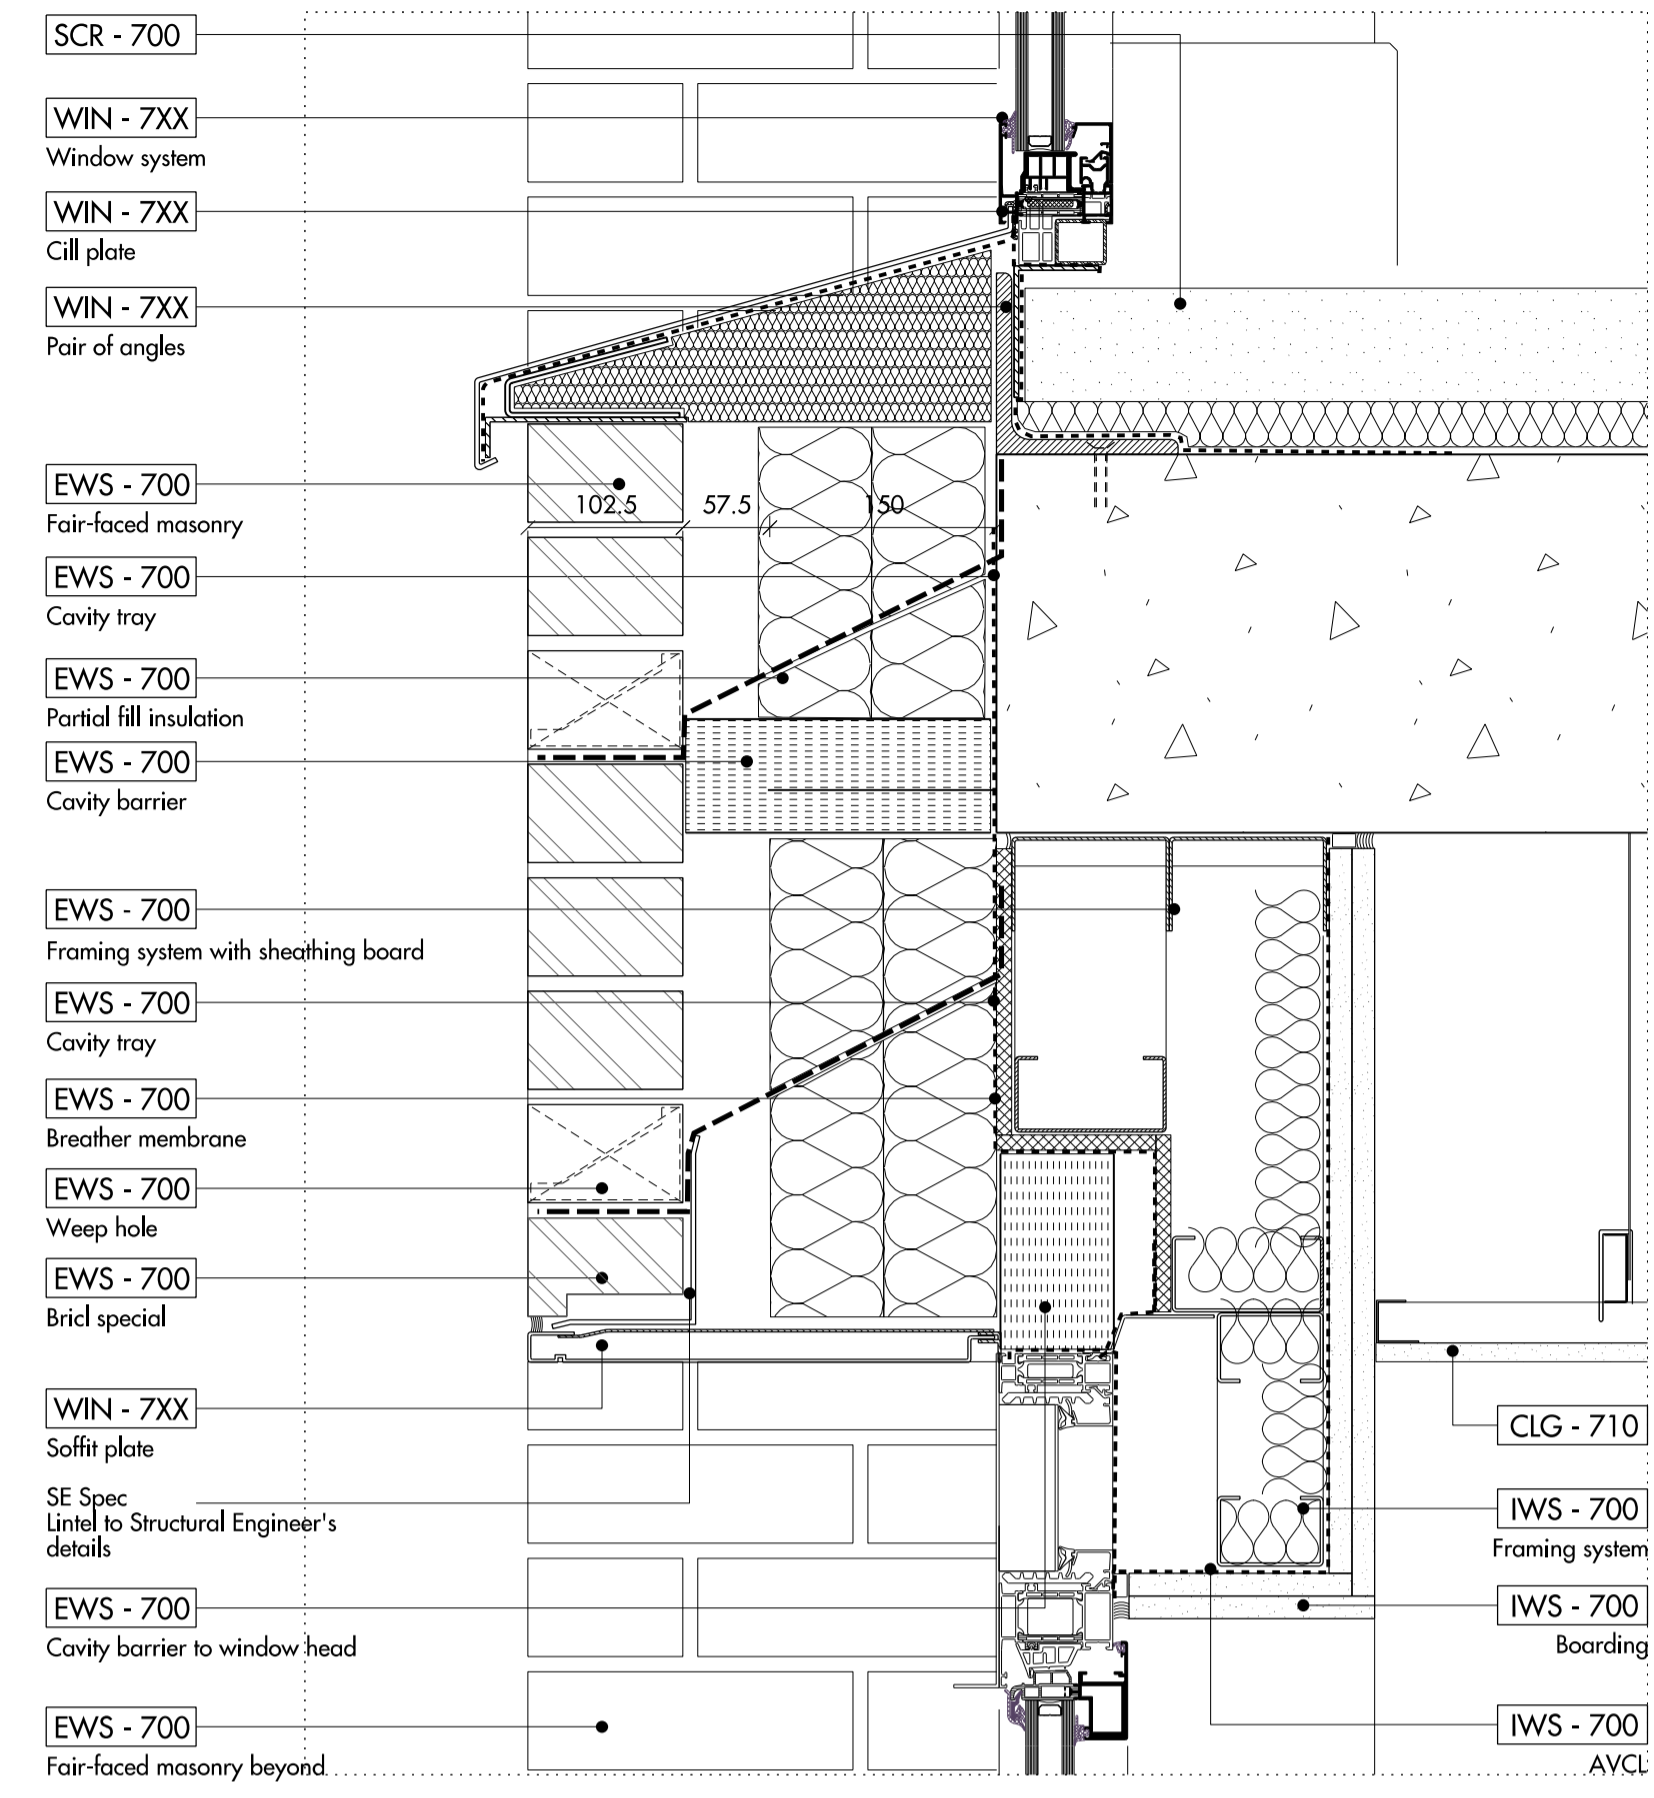 SCR - 700
WIN - 7XX
Window system
WIN - 7XX
Cill plate
WIN - 7XX
Pair of angles
EWS - 700
Fair-faced masonry
102.5
57.5
150
EWS - 700
Cavity tray
EWS - 700
Partial fill insulation
EWS - 700
Cavity barrier
EWS - 700
Framing system with sheathing board
EWS - 700
Cavity tray
EWS - 700
Breather membrane
EWS - 700
Weep hole
EWS - 700
Bricl special
WIN - 7XX
Soffit plate
SE Spec
Lintel to Structural Engineer's
details
EWS - 700
Cavity barrier to window head
EWS - 700
Fair-faced masonry beyond
CLG - 710
IWS - 700
Framing system
IWS - 700
Boarding
IWS - 700
AVCL